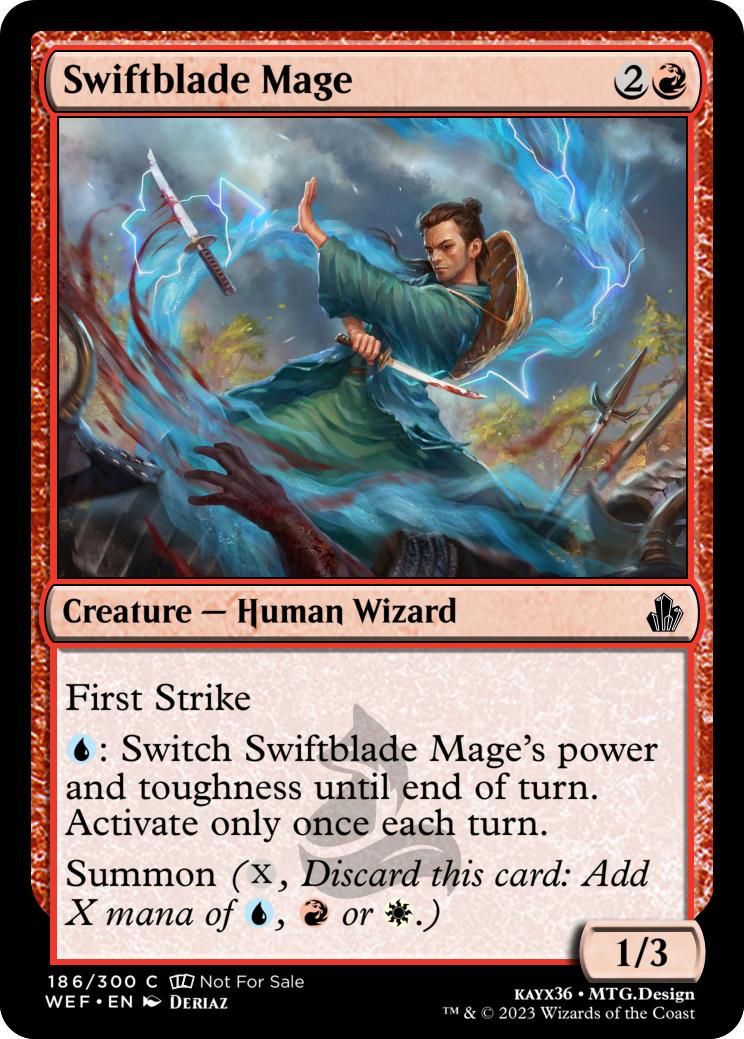 Swiftblade Mage 2
Creature — Human Wizard
First Strike
: Switch Swiftblade Mage's power
and toughness until end of turn.
Activate only once each turn.
Summon (X, Discard this card: Add
X mana of , or .)
1/3
186/300 C Not For Sale
WEF • EN Deriaz
KAYX36 • MTG.Design
™ & © 2023 Wizards of the Coast